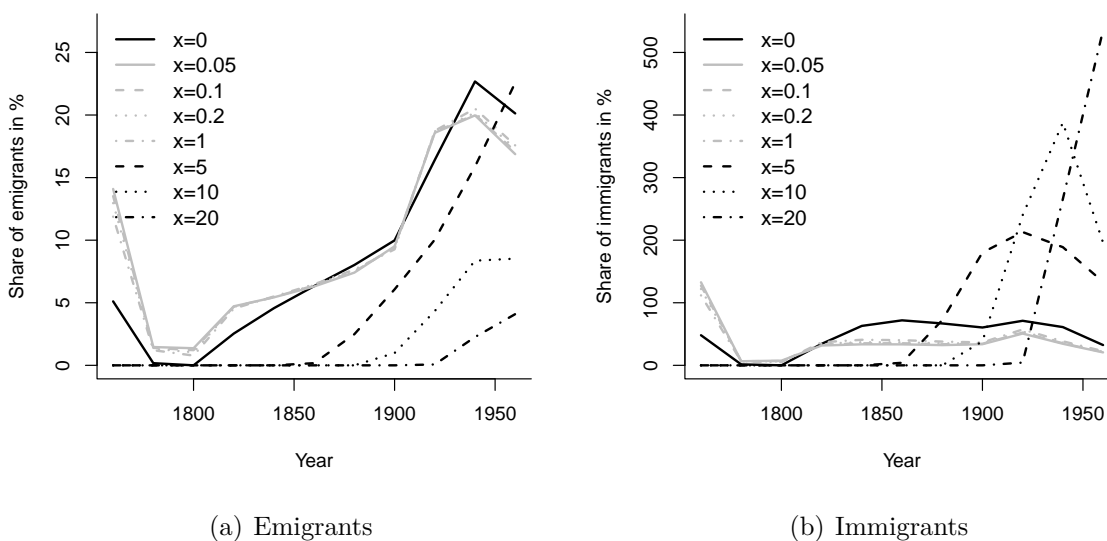 Share of emigrants in %
25
20
15
10
5
0
x=0
x=0.05
x=0.1
x=0.2
x=1
x=5
x=10
x=20
1800
1850
1900
1950
Year
(a) Emigrants
Share of immigrants in %
500
400
300
200
100
0
x=0
x=0.05
x=0.1
x=0.2
x=1
x=5
x=10
x=20
1800
1850
1900
1950
Year
(b) Immigrants